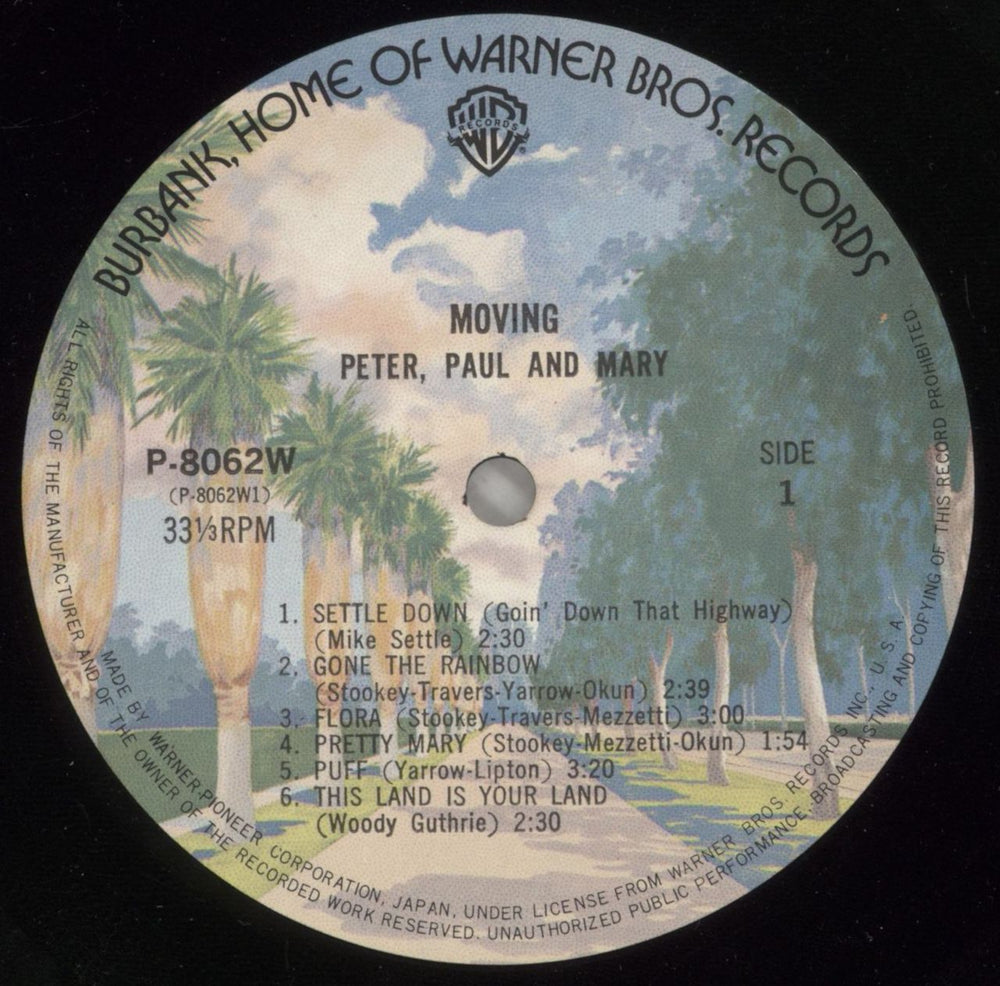 BURBANK, HOME OF WARNER BROS. RECORDS
WB
RECORDS
®
MOVING
PETER, PAUL AND MARY
P-8062W
(P-8062W1)
33⅓RPM
SIDE
1
1. SETTLE DOWN (Goin' Down That Highway)
(Mike Settle) 2:30
2. GONE THE RAINBOW
(Stookey-Travers-Yarrow-Okun) 2:39
3. FLORA (Stookey-Travers-Mezzetti) 3:00
4. PRETTY MARY (Stookey-Mezzetti-Okun) 1:54
5. PUFF (Yarrow-Lipton) 3:20
6. THIS LAND IS YOUR LAND
(Woody Guthrie) 2:30
MADE BY WARNER-PIONEER CORPORATION, JAPAN, UNDER LICENSE FROM WARNER BROS. RECORDS INC., U.S.A.
ALL RIGHTS OF THE MANUFACTURER AND OF THE OWNER OF THE RECORDED WORK RESERVED. UNAUTHORIZED PUBLIC PERFORMANCE, BROADCASTING AND COPYING OF THIS RECORD PROHIBITED